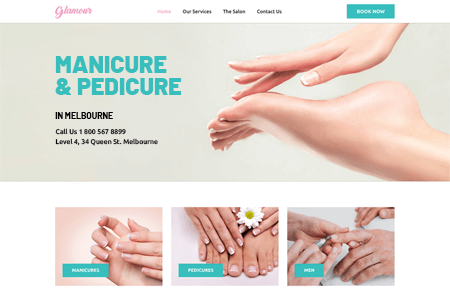 Glamour
Home Our Services The Salon Contact Us BOOK NOW
MANICURE
& PEDICURE
IN MELBOURNE
Call Us 1 800 567 8899
Level 4, 34 Queen St. Melbourne
MANICURES PEDICURES MEN